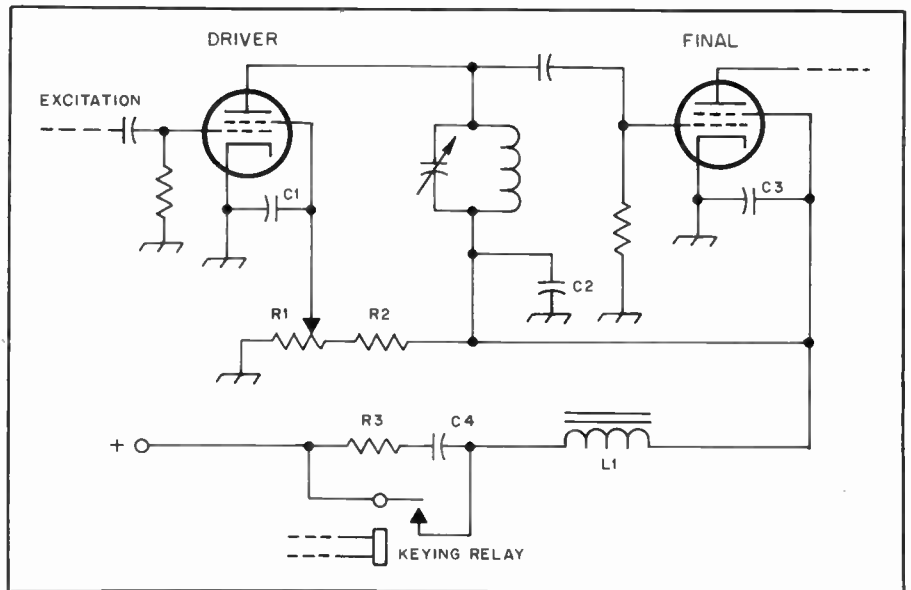 DRIVER
FINAL
EXCITATION
C1
C3
C2
R1
R2
R3
C4
+
L1
KEYING RELAY